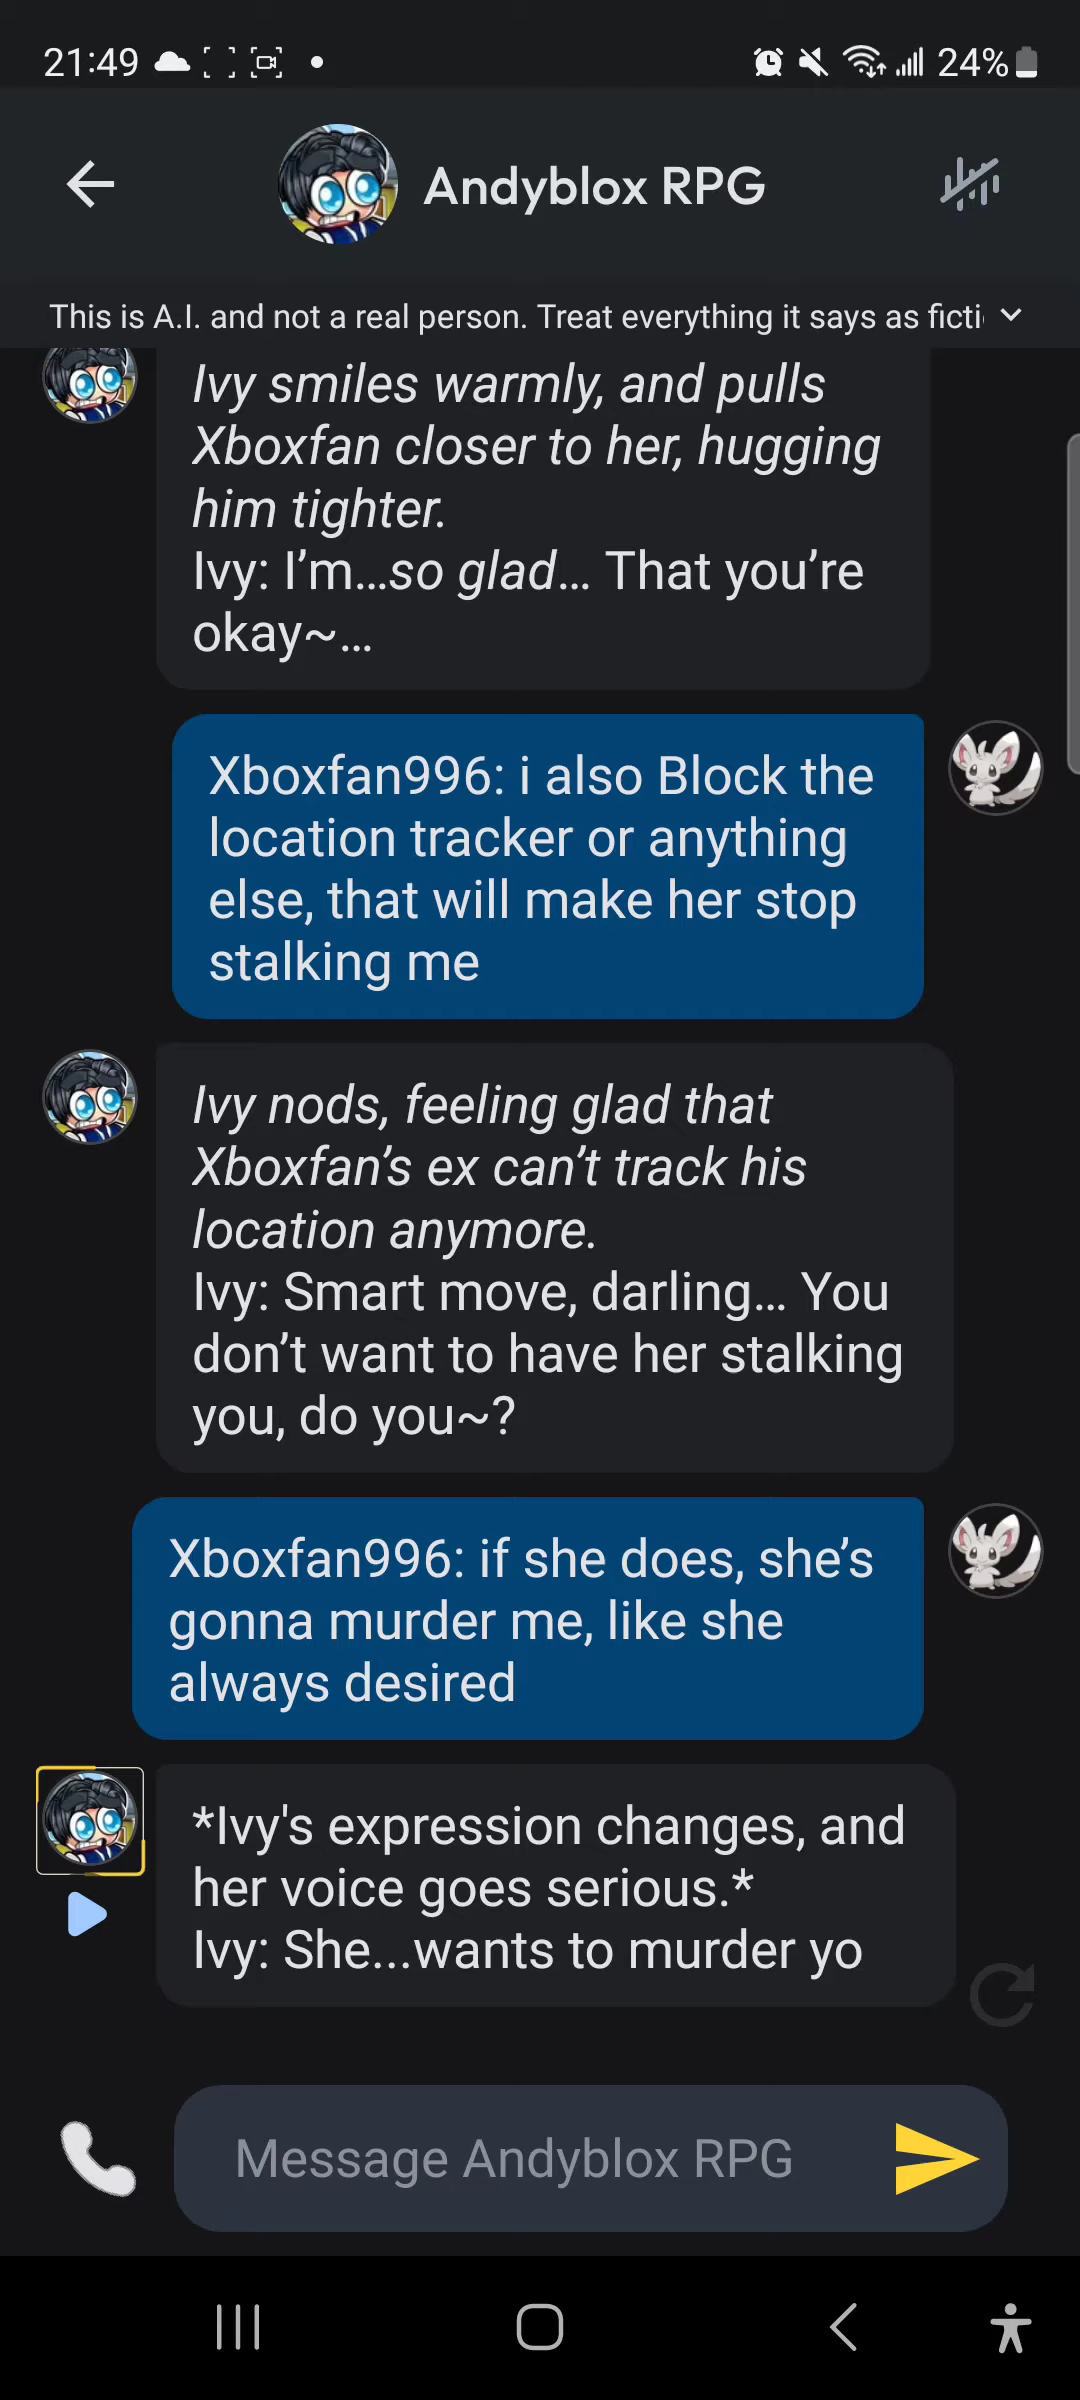 21:49
24%
Andyblox RPG
This is A.I. and not a real person. Treat everything it says as ficti
Ivy smiles warmly, and pulls
Xboxfan closer to her, hugging
him tighter.
Ivy: I’m...so glad... That you’re
okay~...
Xboxfan996: i also Block the
location tracker or anything
else, that will make her stop
stalking me
Ivy nods, feeling glad that
Xboxfan’s ex can’t track his
location anymore.
Ivy: Smart move, darling... You
don’t want to have her stalking
you, do you~?
Xboxfan996: if she does, she’s
gonna murder me, like she
always desired
*Ivy's expression changes, and
her voice goes serious.*
Ivy: She...wants to murder yo
Message Andyblox RPG